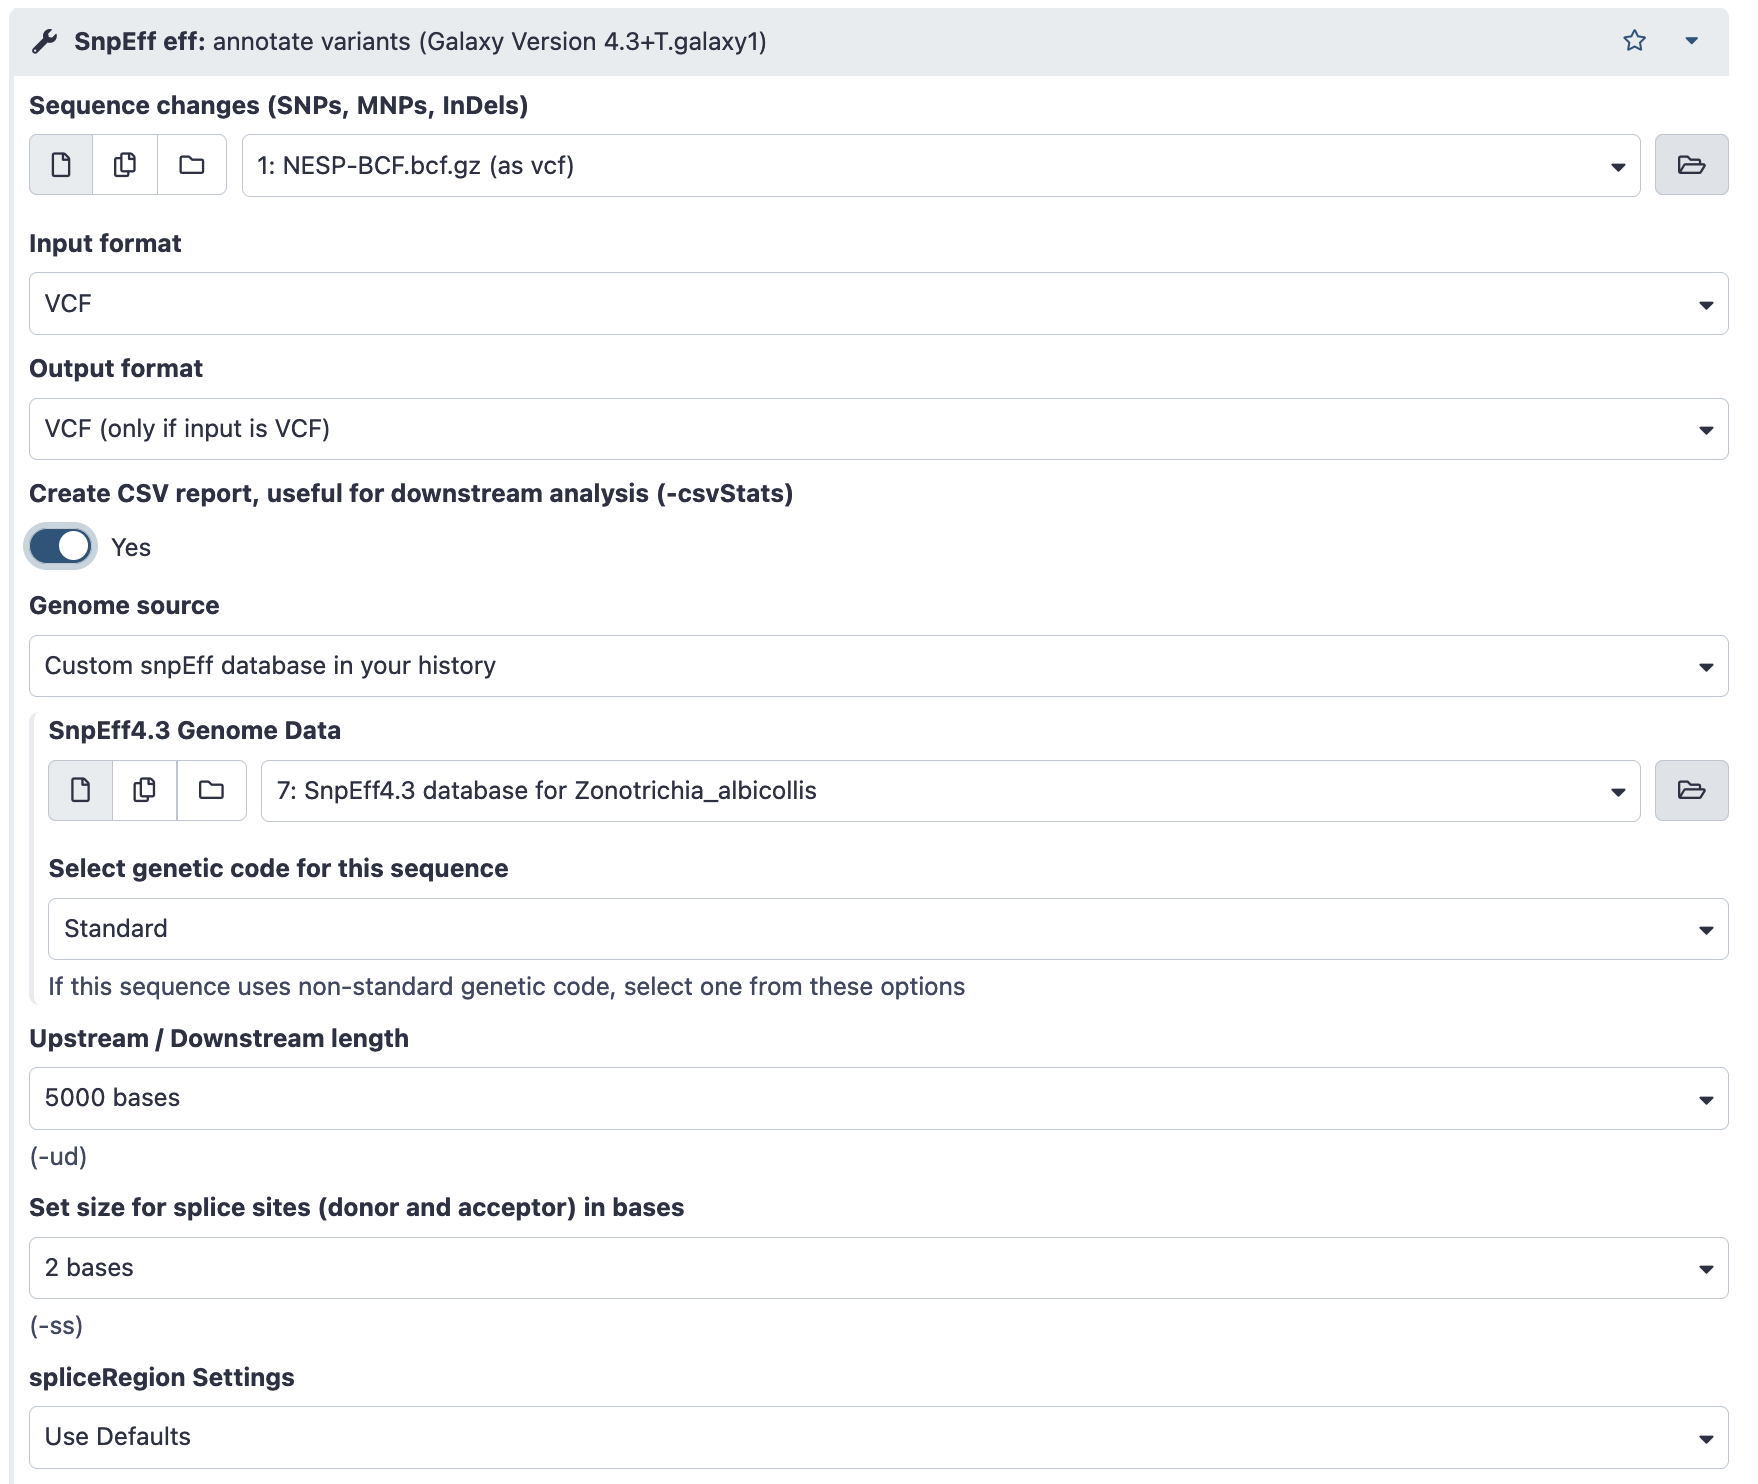 SnpEff eff: annotate variants (Galaxy Version 4.3+T.galaxy1)
Sequence changes (SNPs, MNPs, InDels)
1: NESP-BCF.bcf.gz (as vcf)
Input format
VCF
Output format
VCF (only if input is VCF)
Create CSV report, useful for downstream analysis (-csvStats)
Yes
Genome source
Custom snpEff database in your history
SnpEff4.3 Genome Data
7: SnpEff4.3 database for Zonotrichia_albicollis
Select genetic code for this sequence
Standard
If this sequence uses non-standard genetic code, select one from these options
Upstream / Downstream length
5000 bases
(-ud)
Set size for splice sites (donor and acceptor) in bases
2 bases
(-ss)
spliceRegion Settings
Use Defaults